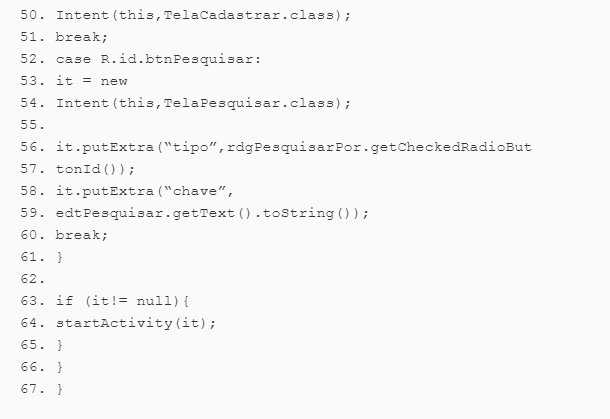 50. Intent(this,TelaCadastrar.class);
51. break;
52. case R.id.btnPesquisar:
53. it = new
54. Intent(this,TelaPesquisar.class);
55.
56. it.putExtra(“tipo”,rdgPesquisarPor.getCheckedRadioBut
57. tonId());
58. it.putExtra(“chave”,
59. edtPesquisar.getText().toString());
60. break;
61. }
62.
63. if (it!= null){
64. startActivity(it);
65. }
66. }
67. }